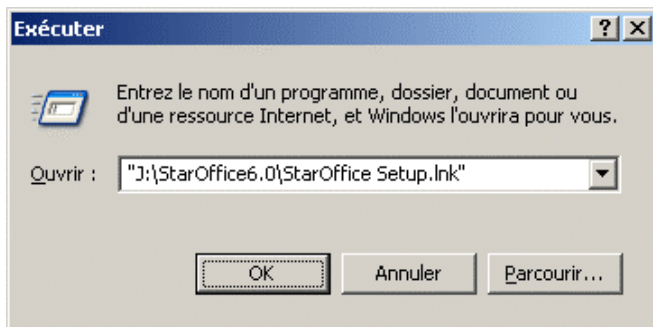 Exécuter
Entrez le nom d'un programme, dossier, document ou
d'une ressource Internet, et Windows l'ouvrira pour vous.
Ouvrir : "J:\StarOffice6.0\StarOffice Setup.lnk"
OK Annuler Parcourir...